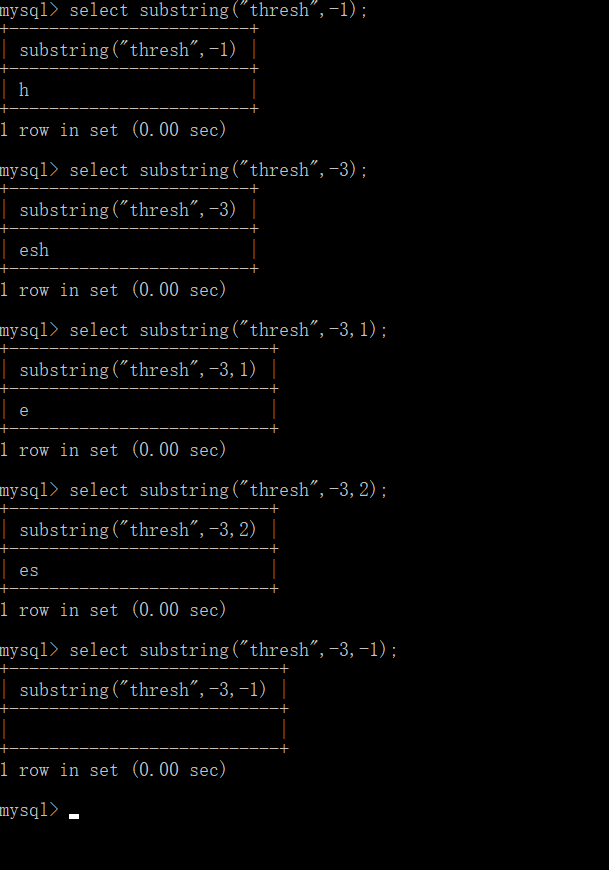 mysql> select substring("thresh",-1);
+------------------------+
| substring("thresh",-1) |
+------------------------+
| h                      |
+------------------------+
1 row in set (0.00 sec)

mysql> select substring("thresh",-3);
+------------------------+
| substring("thresh",-3) |
+------------------------+
| esh                    |
+------------------------+
1 row in set (0.00 sec)

mysql> select substring("thresh",-3,1);
+--------------------------+
| substring("thresh",-3,1) |
+--------------------------+
| e                        |
+--------------------------+
1 row in set (0.00 sec)

mysql> select substring("thresh",-3,2);
+--------------------------+
| substring("thresh",-3,2) |
+--------------------------+
| es                       |
+--------------------------+
1 row in set (0.00 sec)

mysql> select substring("thresh",-3,-1);
+---------------------------+
| substring("thresh",-3,-1) |
+---------------------------+
|                           |
+---------------------------+
1 row in set (0.00 sec)

mysql>